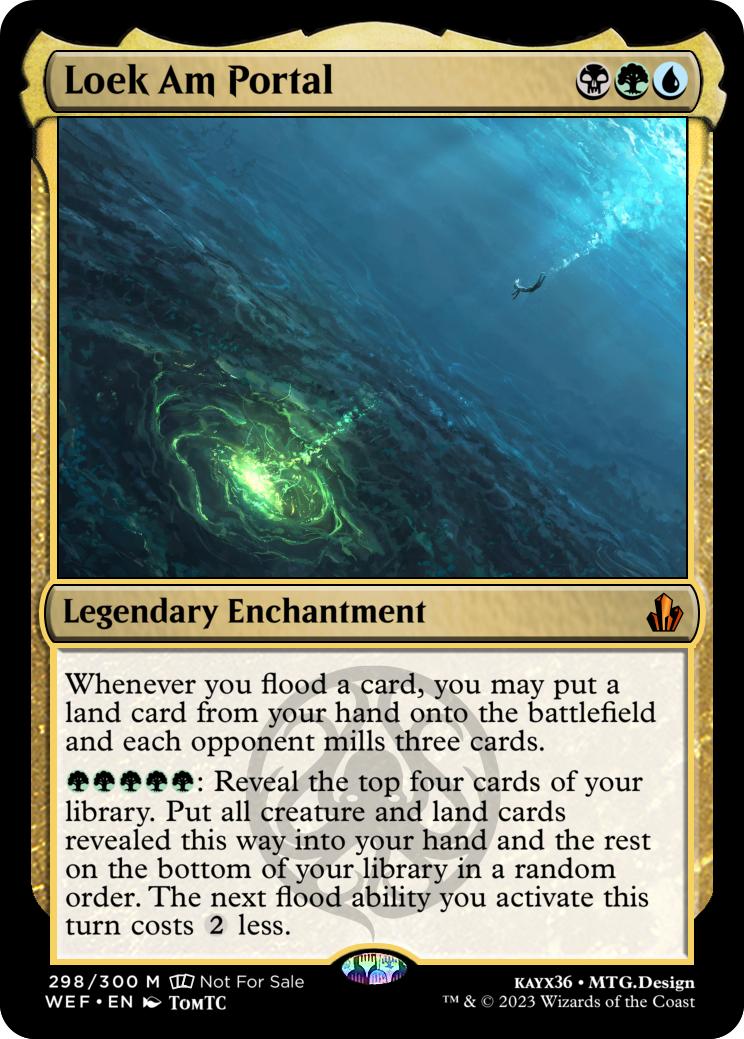 Loek Am Portal
Legendary Enchantment
Whenever you flood a card, you may put a
land card from your hand onto the battlefield
and each opponent mills three cards.
: Reveal the top four cards of your
library. Put all creature and land cards
revealed this way into your hand and the rest
on the bottom of your library in a random
order. The next flood ability you activate this
turn costs 2 less.
298/300 M Not For Sale
WEF • EN TomTC
KAYX36 • MTG.Design
™ & © 2023 Wizards of the Coast